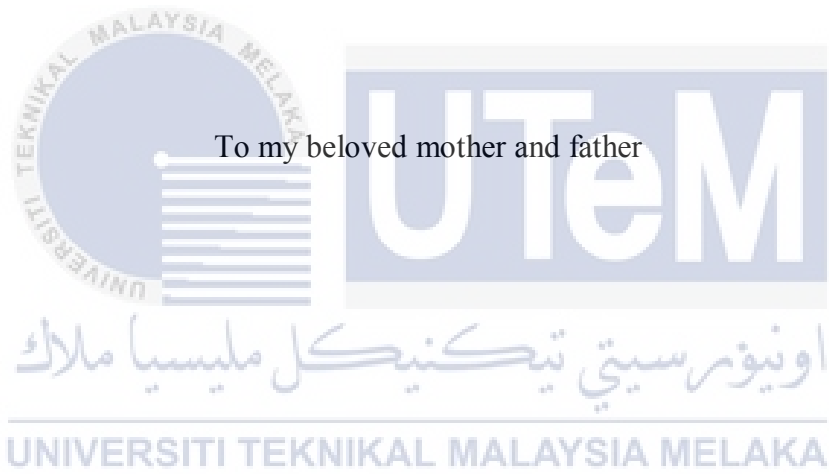 UNIVERSITI TEKNIKAL MALAYSIA MELAKA
UTeM
To my beloved mother and father
اونيۏرسيتي تيكنيكل مليسيا ملاك
UNIVERSITI TEKNIKAL MALAYSIA MELAKA